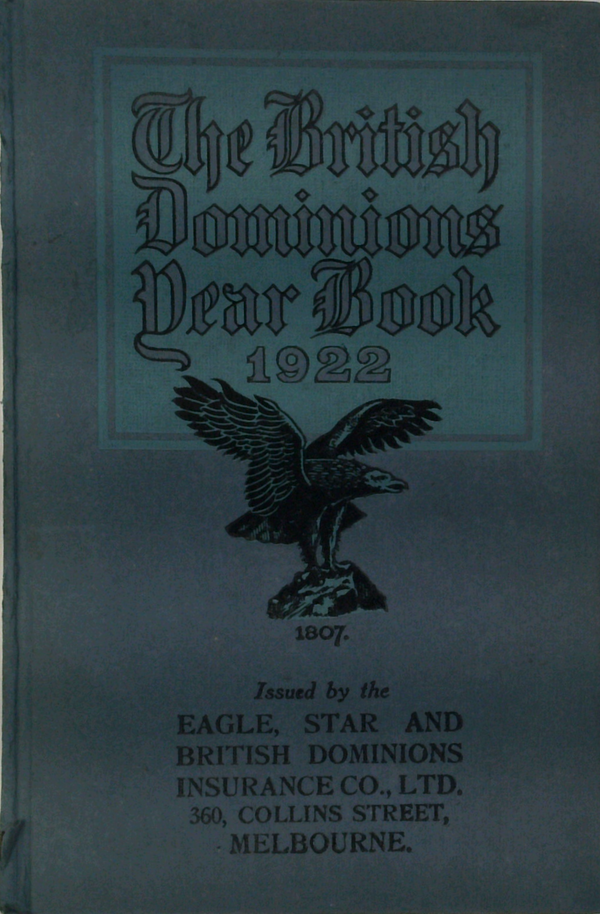 The British
Dominions
Year Book
1922
1807.
Issued by the
EAGLE, STAR AND
BRITISH DOMINIONS
INSURANCE CO., LTD.
360, COLLINS STREET,
MELBOURNE.